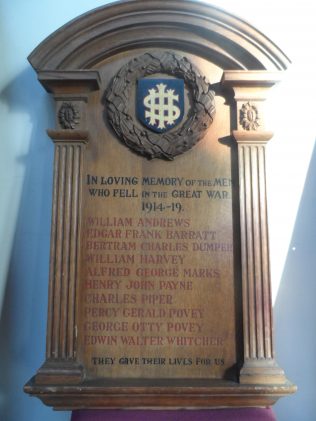 IHS
IN LOVING MEMORY OF THE MEN
WHO FELL IN THE GREAT WAR.
1914-19.
WILLIAM ANDREWS
EDGAR FRANK BARRATT
BERTRAM CHARLES DUMPER
WILLIAM HARVEY
ALFRED GEORGE MARKS
HENRY JOHN PAYNE
CHARLES PIPER
PERCY GERALD POVEY
GEORGE OTTY POVEY
EDWIN WALTER WHITCHER
THEY GAVE THEIR LIVES FOR US